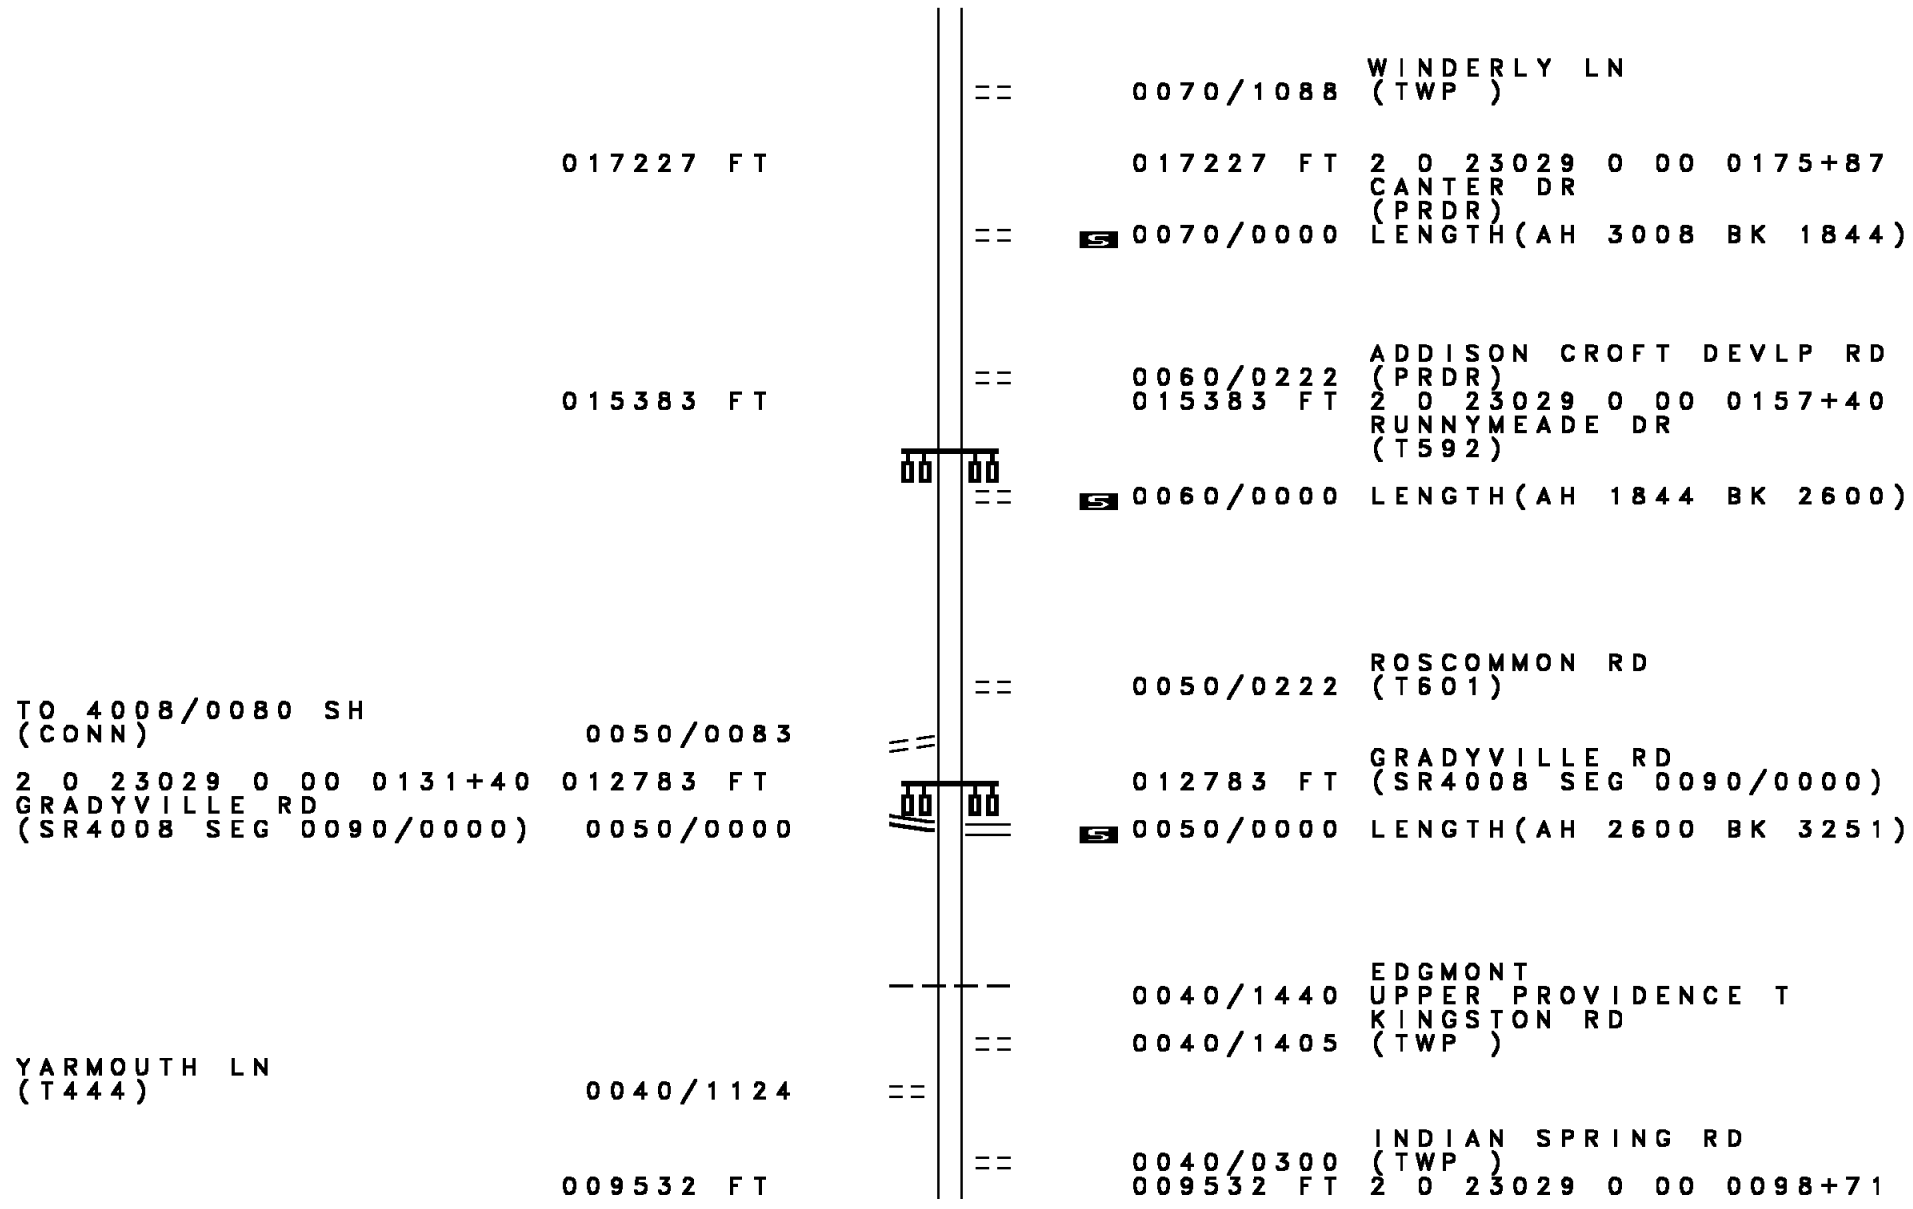 WINDERLY LN
0070/1088 (TWP )
017227 FT 017227 FT 2 0 23029 0 00 0175+87
CANTER DR
(PRDR)
S 0070/0000 LENGTH(AH 3008 BK 1844)
ADDISON CROFT DEVLP RD
0060/0222 (PRDR)
015383 FT 015383 FT 2 0 23029 0 00 0157+40
RUNNYMEADE DR
(T592)
S 0060/0000 LENGTH(AH 1844 BK 2600)
ROSCOMMON RD
0050/0222 (T601)
TO 4008/0080 SH
(CONN) 0050/0083
GRADYVILLE RD
2 0 23029 0 00 0131+40 012783 FT 012783 FT (SR4008 SEG 0090/0000)
GRADYVILLE RD
(SR4008 SEG 0090/0000) 0050/0000 S 0050/0000 LENGTH(AH 2600 BK 3251)
EDGMONT
0040/1440 UPPER PROVIDENCE T
KINGSTON RD
0040/1405 (TWP )
YARMOUTH LN
(T444) 0040/1124
INDIAN SPRING RD
0040/0300 (TWP )
009532 FT 009532 FT 2 0 23029 0 00 0098+71